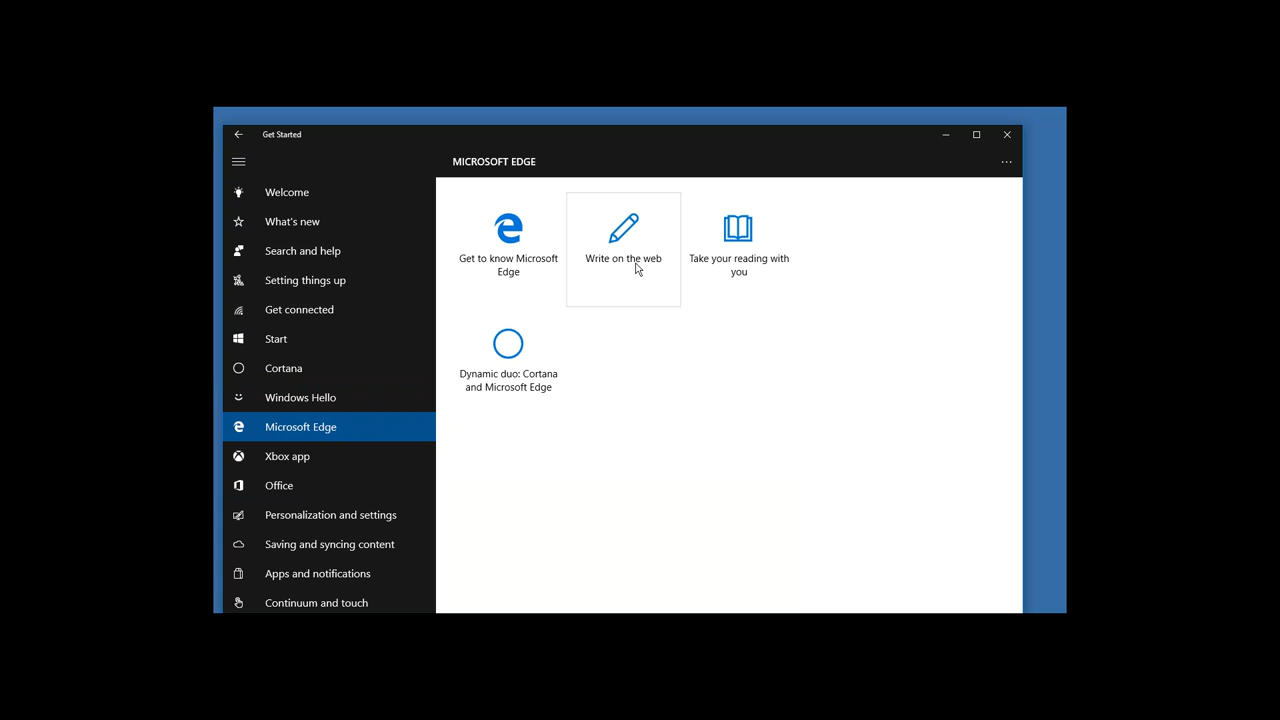 Get Started
MICROSOFT EDGE
Welcome
What's new
Search and help
Setting things up
Get connected
Start
Cortana
Windows Hello
Microsoft Edge
Xbox app
Office
Personalization and settings
Saving and syncing content
Apps and notifications
Continuum and touch
Get to know Microsoft
Edge
Write on the web
Take your reading with
you
Dynamic duo: Cortana
and Microsoft Edge